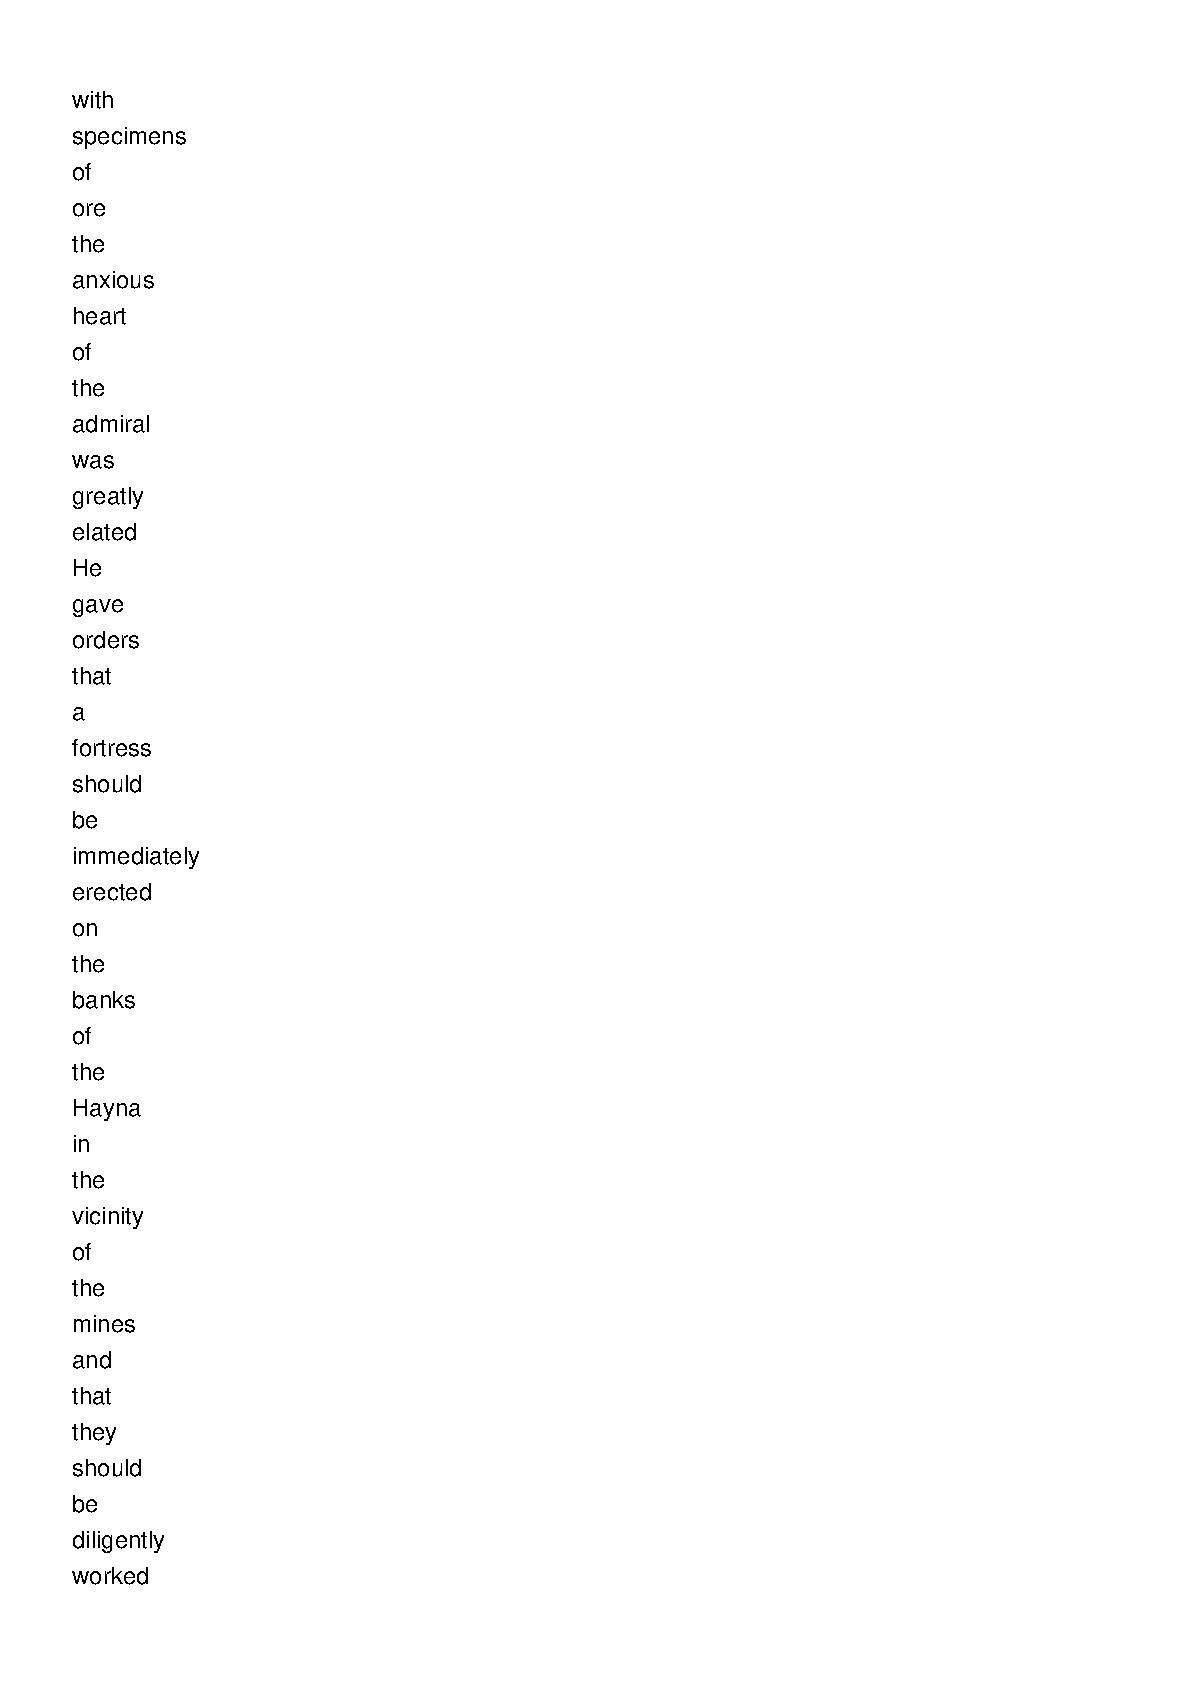 with
specimens
of
ore
the
anxious
heart
of
the
admiral
was
greatly
elated
He
gave
orders
that
a
fortress
should
be
immediately
erected
on
the
banks
of
the
Hayna
in
the
vicinity
of
the
mines
and
that
they
should
be
diligently
worked